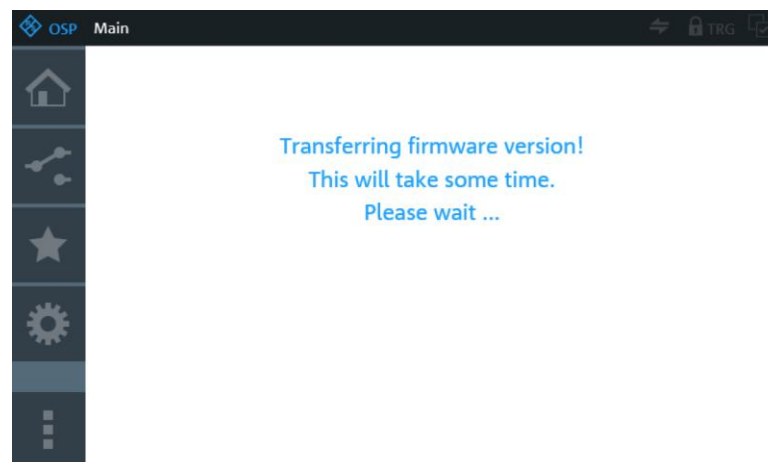 OSP Main TRG
Transferring firmware version!
This will take some time.
Please wait ...